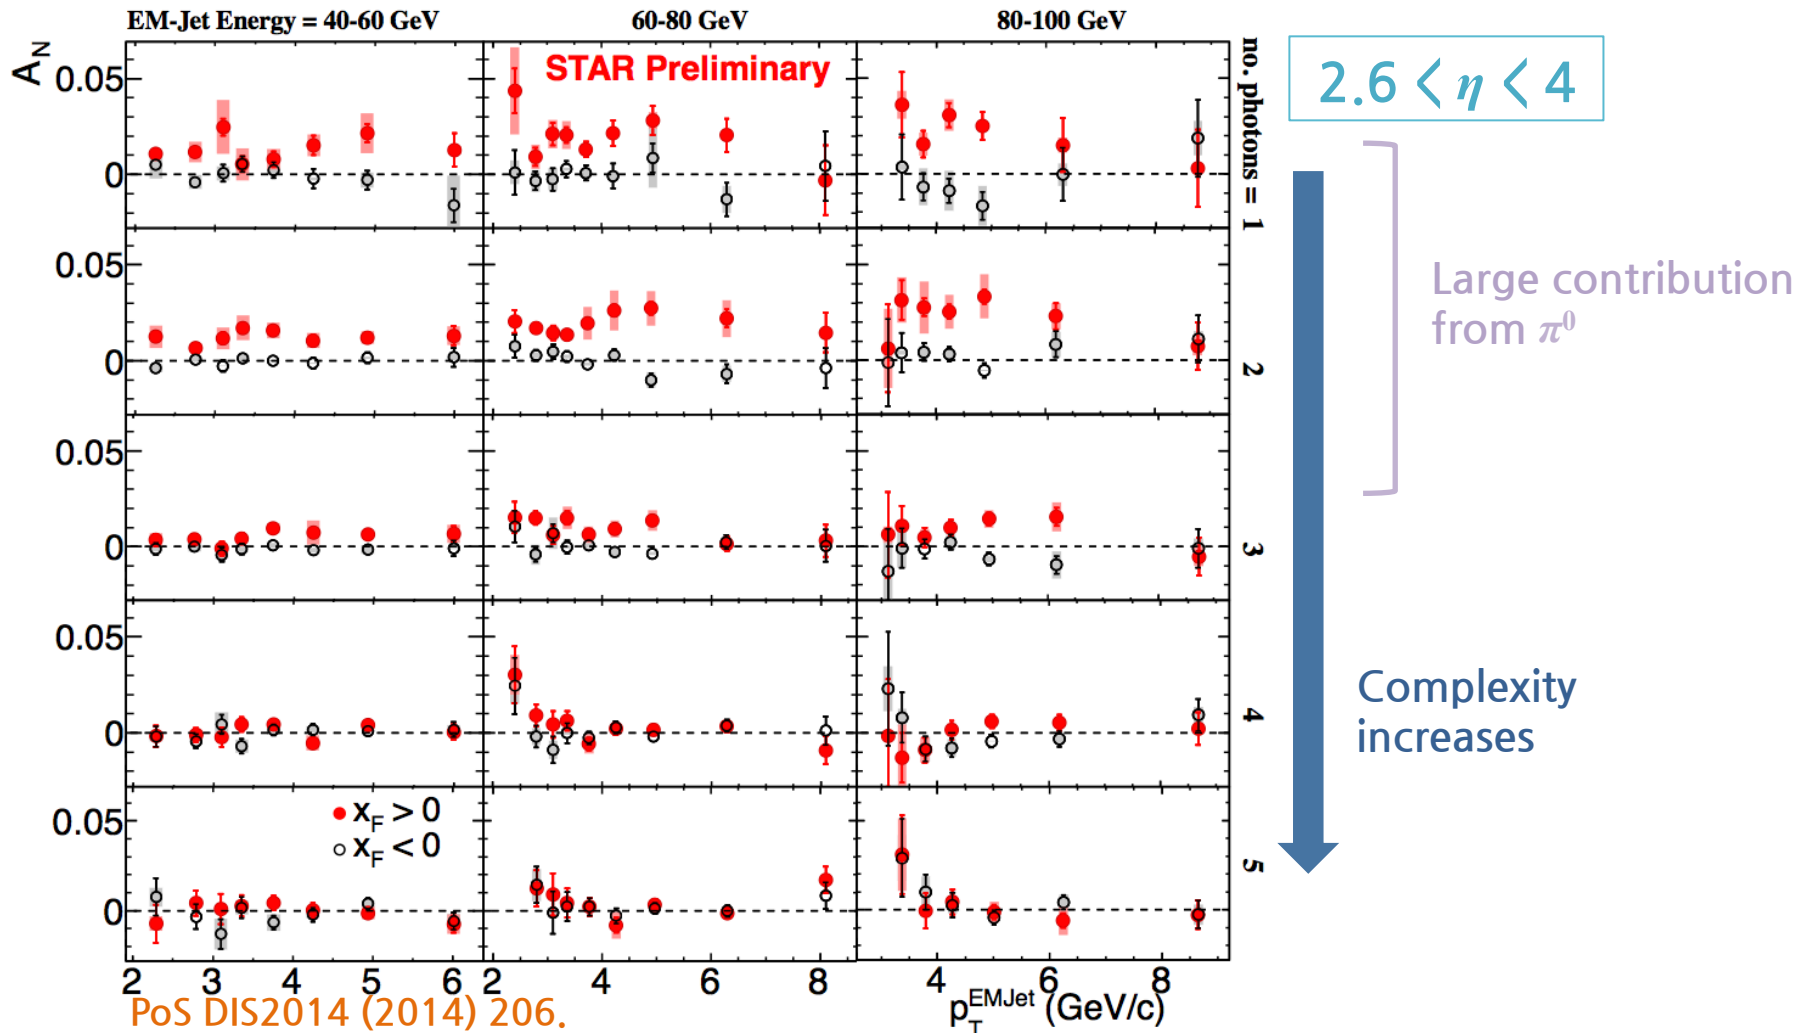 EM-Jet Energy = 40-60 GeV 60-80 GeV 80-100 GeV
A_N
STAR Preliminary
no. photons = 1
2.6 < η < 4
0.05
0
Large contribution
from π⁰
0.05
0
2
0.05
0
3
0.05
0
4
Complexity
increases
x_F > 0
x_F < 0
0.05
0
5
2 3 4 5 6 2 4 6 8 4 6 8
p_T^EMJet (GeV/c)
PoS DIS2014 (2014) 206.